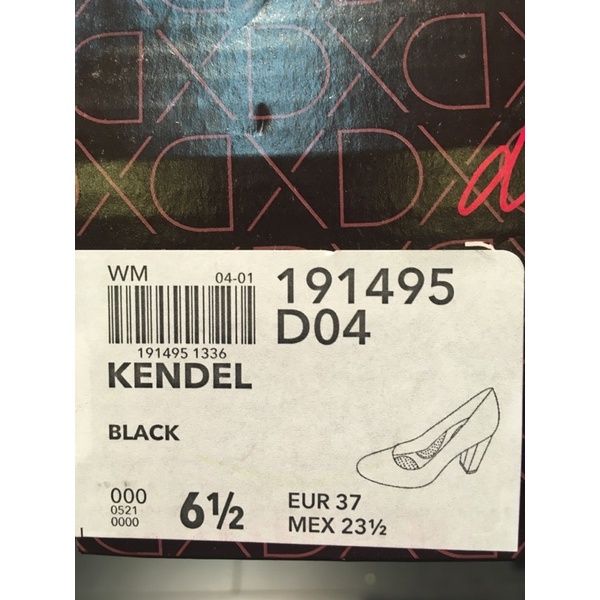 d
WM 04-01
191495
D04
191495 1336
KENDEL
BLACK
000
0521
0000
6½
EUR 37
MEX 23½